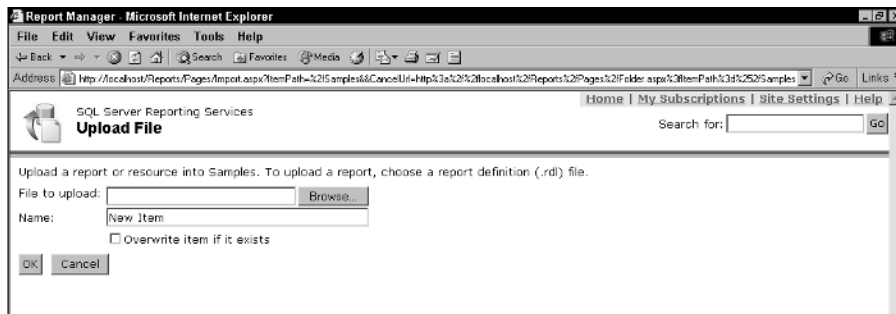 Report Manager - Microsoft Internet Explorer
File Edit View Favorites Tools Help
Back Search Favorites Media
Address http://localhost/Reports/Pages/Import.aspx?ItemPath=%2fSamples&&CancelUrl=http%3a%2f%2flocalhost%2fReports%2fPages%2fFolder.aspx%3fItemPath%3d%252fSamples Go Links
Home | My Subscriptions | Site Settings | Help
SQL Server Reporting Services
Upload File
Search for: Go
Upload a report or resource into Samples. To upload a report, choose a report definition (.rdl) file.
File to upload: Browse...
Name: New Item
Overwrite item if it exists
OK Cancel